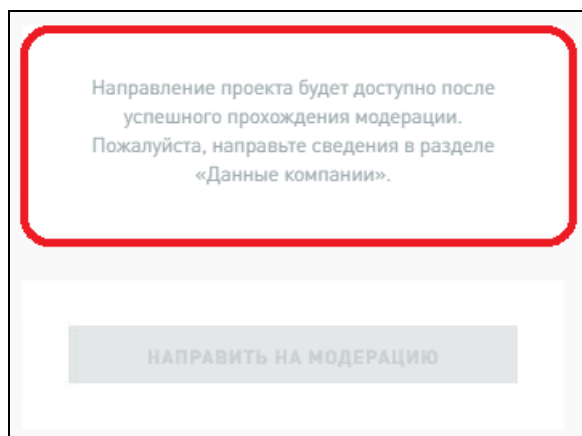 Направление проекта будет доступно после
успешного прохождения модерации.
Пожалуйста, направьте сведения в разделе
«Данные компании».
НАПРАВИТЬ НА МОДЕРАЦИЮ